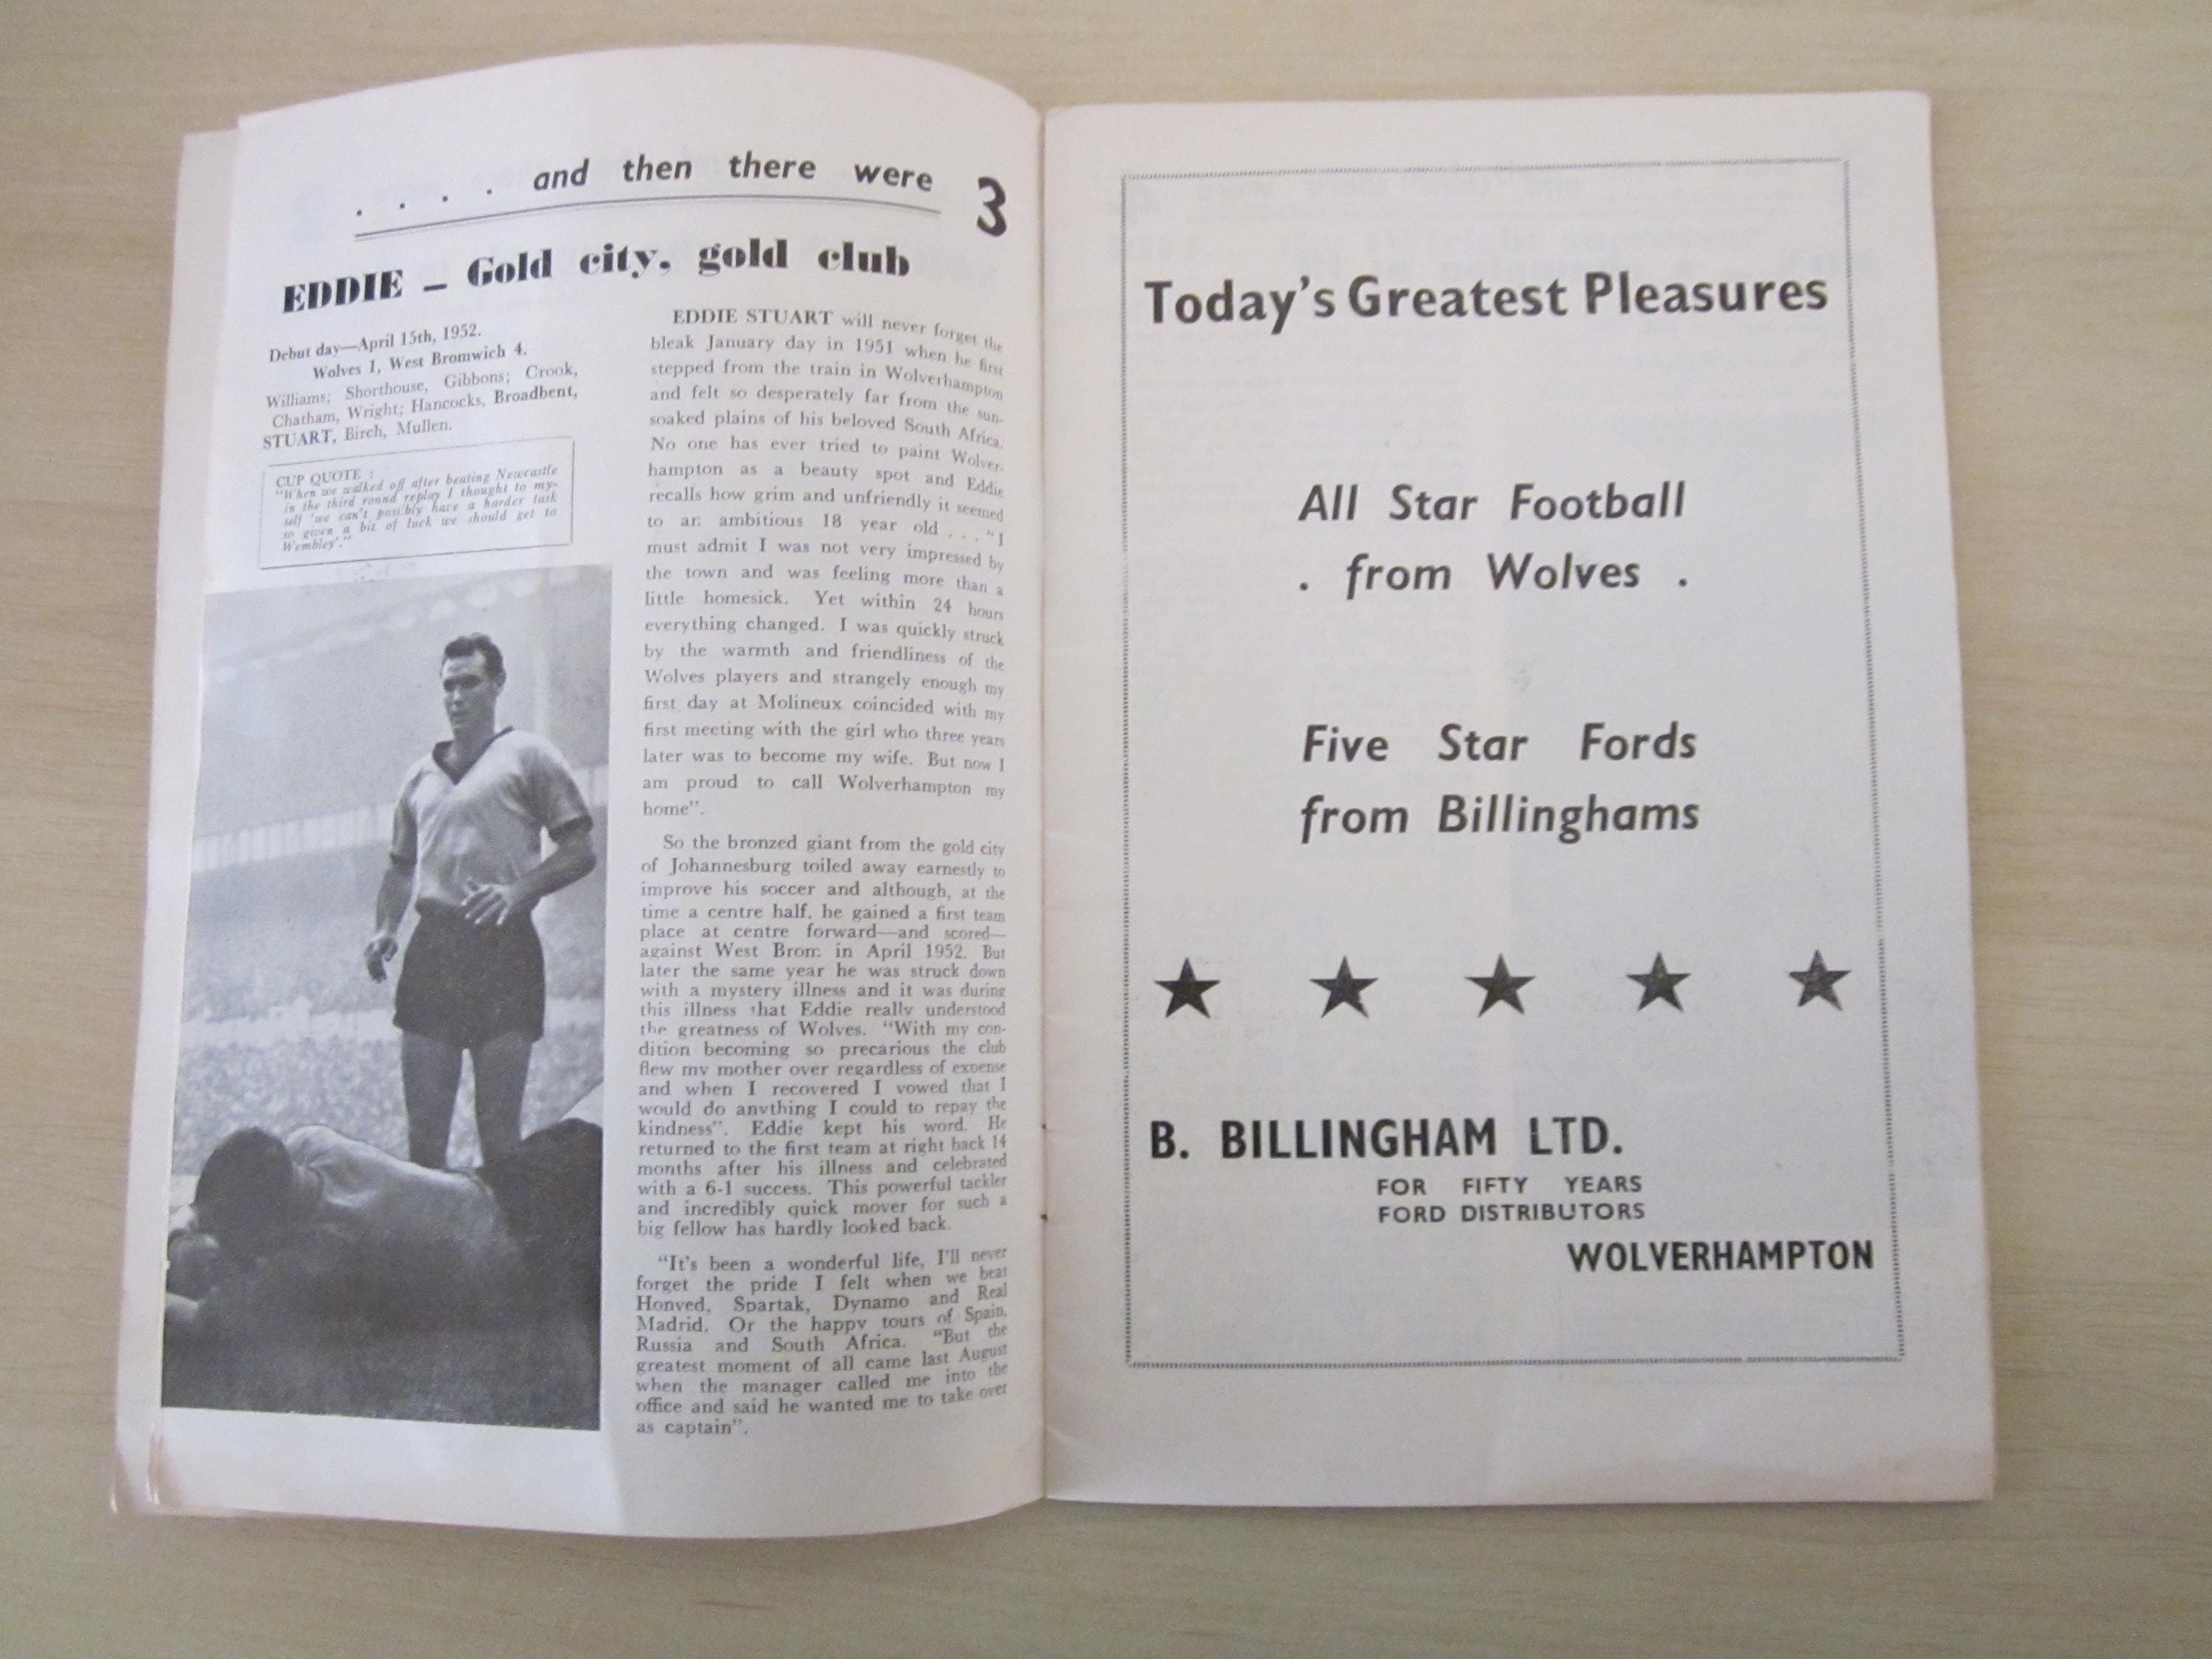 . . . . and then there were 3
EDDIE – Gold city, gold club
Debut day—April 15th, 1952.
Wolves 1, West Bromwich 4.
Williams; Shorthouse, Gibbons; Crook,
Chatham, Wright; Hancocks, Broadbent,
STUART, Birch, Mullen.
CUP QUOTE :
"When we walked off after beating Newcastle
in the third round replay I thought to my-
self 'we can't possibly have a harder task
so given a bit of luck we should get to
Wembley'."
EDDIE STUART will never forget the
bleak January day in 1951 when he first
stepped from the train in Wolverhampton
and felt so desperately far from the sun-
soaked plains of his beloved South Africa.
No one has ever tried to paint Wolver-
hampton as a beauty spot and Eddie
recalls how grim and unfriendly it seemed
to an ambitious 18 year old . . . "I
must admit I was not very impressed by
the town and was feeling more than a
little homesick. Yet within 24 hours
everything changed. I was quickly struck
by the warmth and friendliness of the
Wolves players and strangely enough my
first day at Molineux coincided with my
first meeting with the girl who three years
later was to become my wife. But now I
am proud to call Wolverhampton my
home".
So the bronzed giant from the gold city
of Johannesburg toiled away earnestly to
improve his soccer and although, at the
time a centre half, he gained a first team
place at centre forward—and scored—
against West Brom in April 1952. But
later the same year he was struck down
with a mystery illness and it was during
this illness that Eddie really understood
the greatness of Wolves. "With my con-
dition becoming so precarious the club
flew my mother over regardless of expense
and when I recovered I vowed that I
would do anything I could to repay the
kindness". Eddie kept his word. He
returned to the first team at right back 14
months after his illness and celebrated
with a 6-1 success. This powerful tackler
and incredibly quick mover for such a
big fellow has hardly looked back.
"It's been a wonderful life, I'll never
forget the pride I felt when we beat
Honved, Spartak, Dynamo and Real
Madrid. Or the happy tours of Spain,
Russia and South Africa. "But the
greatest moment of all came last August
when the manager called me into the
office and said he wanted me to take over
as captain".
Today's Greatest Pleasures
All Star Football
. from Wolves .
Five Star Fords
from Billinghams
B. BILLINGHAM LTD.
FOR FIFTY YEARS
FORD DISTRIBUTORS
WOLVERHAMPTON